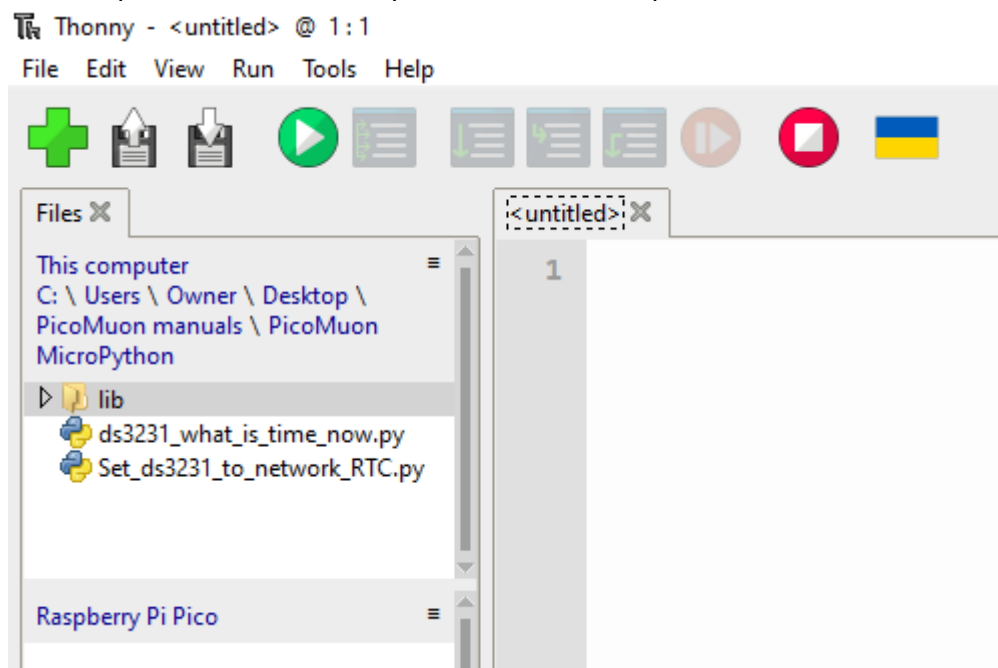 Thonny - <untitled> @ 1:1
File Edit View Run Tools Help
Files
<untitled>
This computer
C: \ Users \ Owner \ Desktop \
PicoMuon manuals \ PicoMuon
MicroPython
lib
ds3231_what_is_time_now.py
Set_ds3231_to_network_RTC.py
Raspberry Pi Pico
1